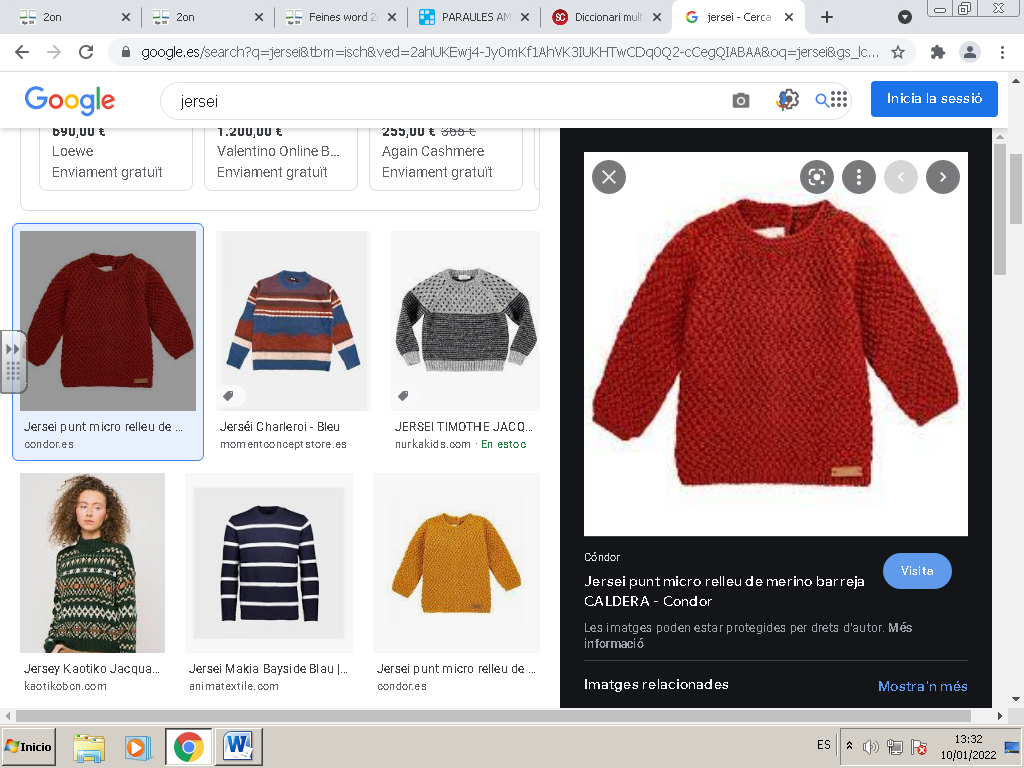 2on
2on
Feines word 2
PARAULES AM
Diccionari mult
jersei - Cerca
google.es/search?q=jersei&tbm=isch&ved=2ahUKEwj4-Jy0mKf1AhVK3IUKHTwCDq0Q2-cCegQIABAA&oq=jersei&gs_lc...
Google
jersei
Inicia la sessió
690,00 €
1.200,00 €
255,00 € 365 €
Loewe
Valentino Online B...
Again Cashmere
Enviament gratuït
Enviament gratuït
Enviament gratuït
Jersei punt micro relleu de ...
condor.es
Jerséi Charleroi - Bleu
momentconceptstore.es
JERSEI TIMOTHE JACQ...
nurkakids.com · En estoc
Jersey Kaotiko Jacqua...
kaotikobcn.com
Jersei Makia Bayside Blau |...
animatextile.com
Jersei punt micro relleu de ...
condor.es
Cóndor
Jersei punt micro relleu de merino barreja
CALDERA - Condor
Visita
Les imatges poden estar protegides per drets d'autor. Més
informació
Imatges relacionades
Mostra'n més
Inicio
ES
13:32
10/01/2022